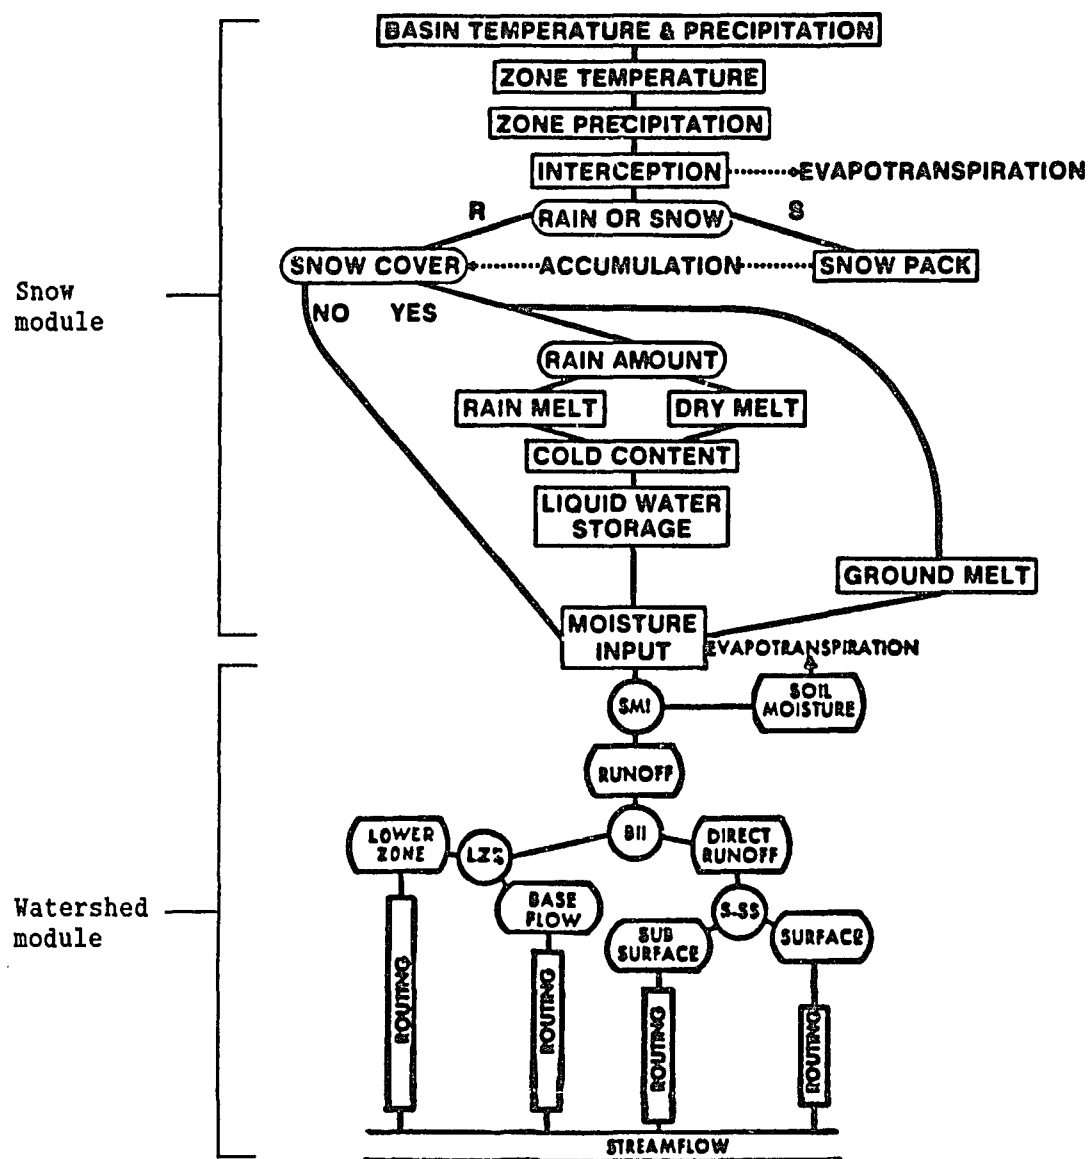 BASIN TEMPERATURE & PRECIPITATION
ZONE TEMPERATURE
ZONE PRECIPITATION
INTERCEPTION EVAPOTRANSPIRATION
R RAIN OR SNOW S
SNOW COVER ACCUMULATION SNOW PACK
Snow
module
NO YES
RAIN AMOUNT
RAIN MELT DRY MELT
COLD CONTENT
LIQUID WATER
STORAGE
GROUND MELT
MOISTURE
INPUT
EVAPOTRANSPIRATION
SMI
SOIL
MOISTURE
RUNOFF
BII
LOWER
ZONE
LZS
DIRECT
RUNOFF
Watershed
module
BASE
FLOW
S-SS
SUB
SURFACE
SURFACE
ROUTING
ROUTING
ROUTING
ROUTING
STREAMFLOW